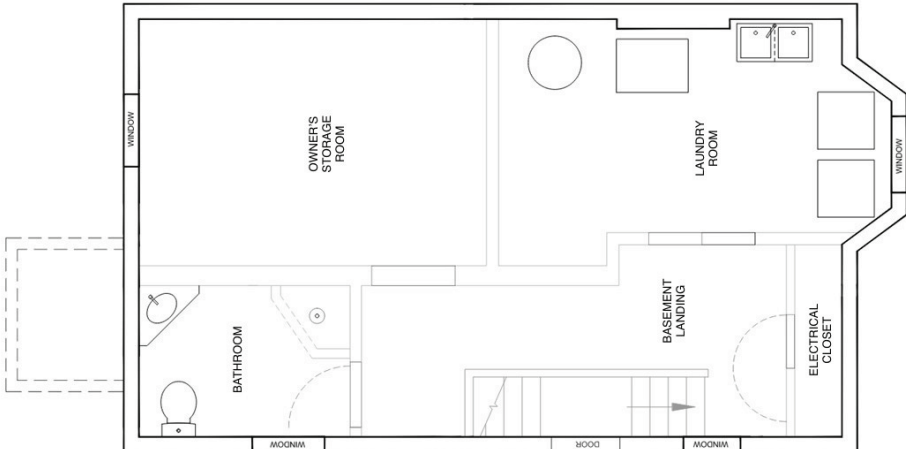 WINDOW
OWNER'S
STORAGE
ROOM
LAUNDRY
ROOM
WINDOW
BATHROOM
BASEMENT
LANDING
ELECTRICAL
CLOSET
WINDOW
DOOR
WINDOW